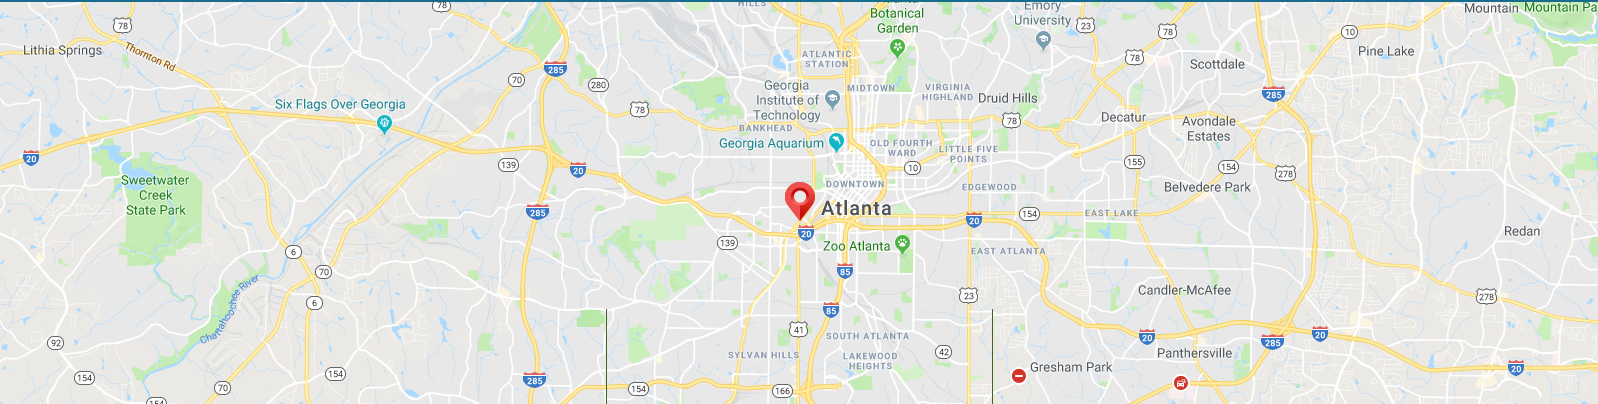 HILLS
Botanical
Garden
Emory
University
23
78
Mountain
Mountain Pa
78
78
Lithia Springs
Thornton Rd
10
Pine Lake
ATLANTIC
STATION
78
Scottdale
285
70
280
Georgia
Institute of
Technology
MIDTOWN
VIRGINIA
HIGHLAND
Druid Hills
285
Six Flags Over Georgia
78
78
Decatur
Avondale
Estates
BANKHEAD
Georgia Aquarium
OLD FOURTH
WARD
LITTLE FIVE
POINTS
20
139
20
10
155
154
278
Sweetwater
Creek
State Park
DOWNTOWN
EDGEWOOD
Belvedere Park
285
Atlanta
20
20
154
EAST LAKE
Redan
139
Zoo Atlanta
EAST ATLANTA
6
70
85
Chattahoochee River
6
23
Candler-McAfee
278
85
41
SOUTH ATLANTA
20
285
20
92
SYLVAN HILLS
LAKEWOOD
HEIGHTS
42
Panthersville
Gresham Park
20
154
154
285
70
154
166
154